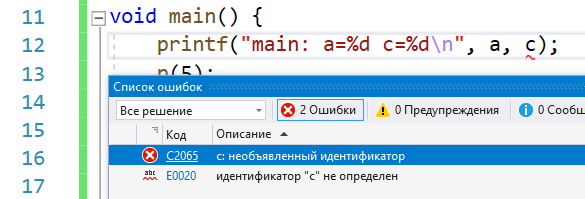 11 void main() {
12 printf("main: a=%d c=%d\n", a, c);
13
14 Список ошибок
15 Все решение 2 Ошибки 0 Предупреждения 0 Сообщ
Код Описание
16 C2065 c: необъявленный идентификатор
17 abc E0020 идентификатор "c" не определен